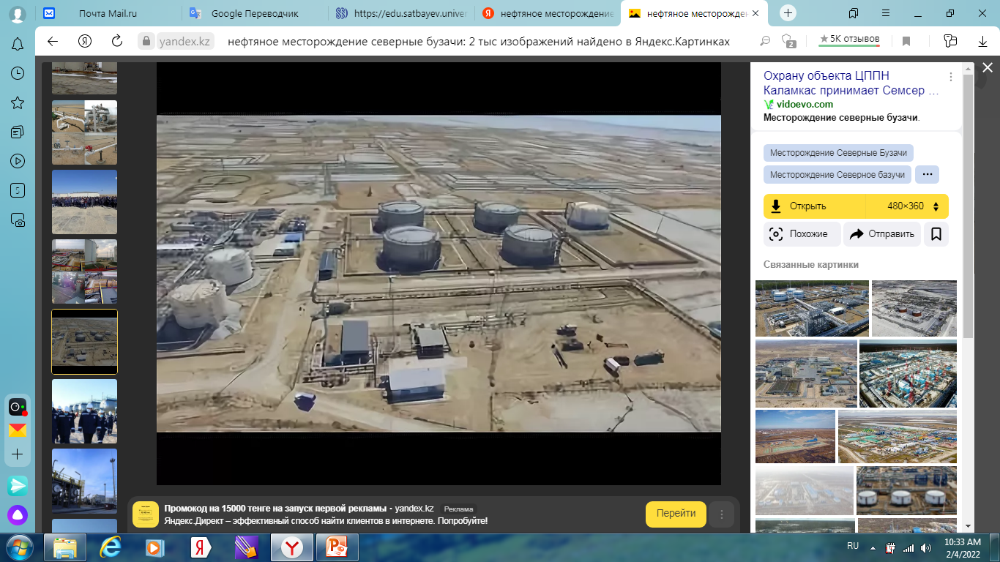 Почта Mail.ru
Google Переводчик
https://edu.satbayev.univer
нефтяное месторождение
нефтяное месторожде
yandex.kz
нефтяное месторождение северные бузачи: 2 тыс изображений найдено в Яндекс.Картинках
2
★ 5K отзывов
Охрану объекта ЦППН
Каламкас принимает Семсер …
vidoevo.com
Месторождение северные бузачи.
Месторождение Северные Бузачи
Месторождение Северное базучи
Открыть
480×360
Похожие
Отправить
Связанные картинки
Промокод на 15000 тенге на запуск первой рекламы · yandex.kz
Реклама
Яндекс.Директ – эффективный способ найти клиентов в интернете. Попробуйте!
Перейти
RU
10:33 AM
2/4/2022